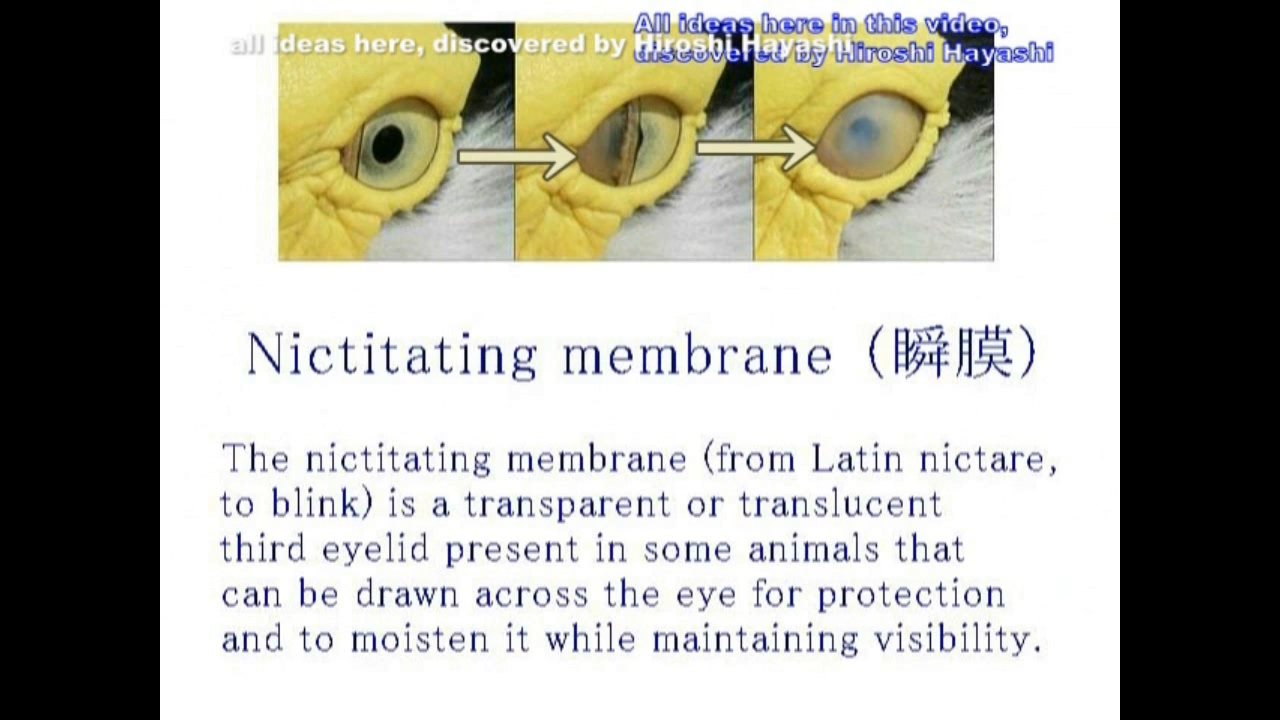 All ideas here in this video,
discovered by Hiroshi Hayashi
all ideas here, discovered by Hiroshi Hayashi
Nictitating membrane (瞬膜)
The nictitating membrane (from Latin nictare,
to blink) is a transparent or translucent
third eyelid present in some animals that
can be drawn across the eye for protection
and to moisten it while maintaining visibility.